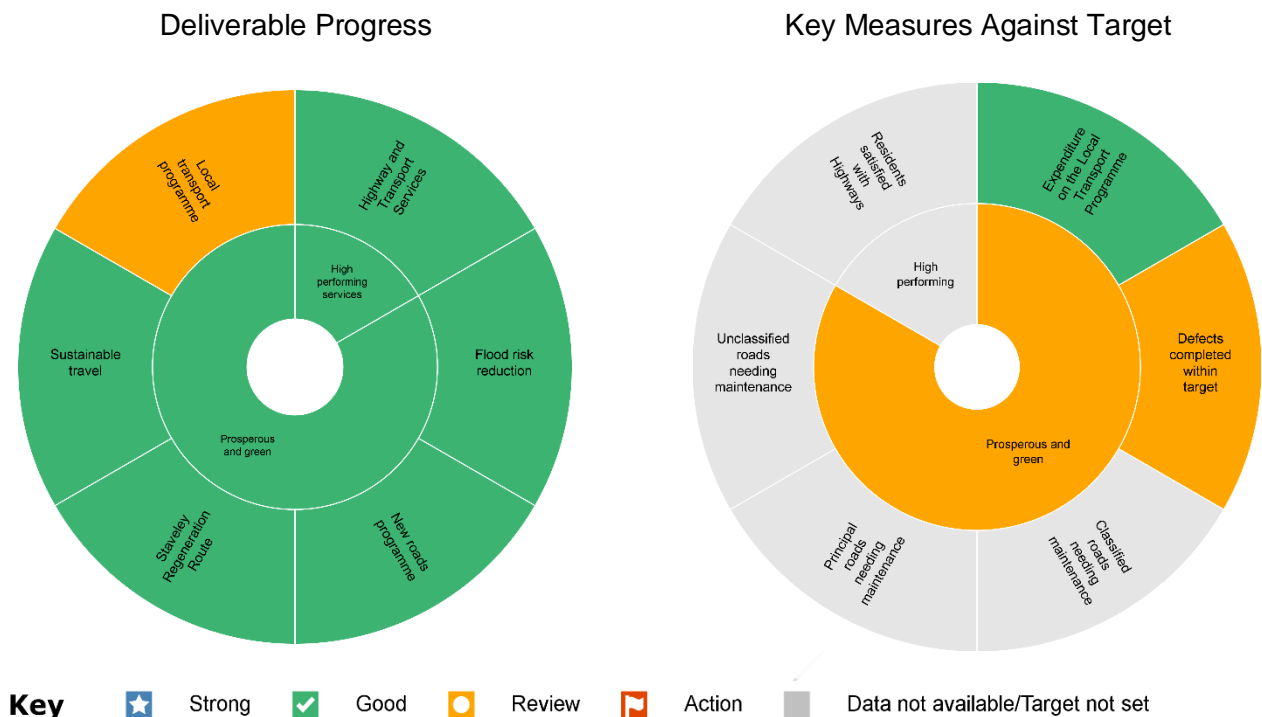 Deliverable Progress
Key Measures Against Target
Local
transport
programme
Highway and
Transport
Services
High
performing
services
Sustainable
travel
Flood risk
reduction
Prosperous
and green
Staveley
Regeneration
Route
New roads
programme
Residents
satisfied
with
Highways
Expenditure
on the Local
Transport
Programme
High
performing
Unclassified
roads
needing
maintenance
Defects
completed
within
target
Prosperous and
green
Principal
roads
needing
maintenance
Classified
roads
needing
maintenance
Key
Strong
Good
Review
Action
Data not available/Target not set